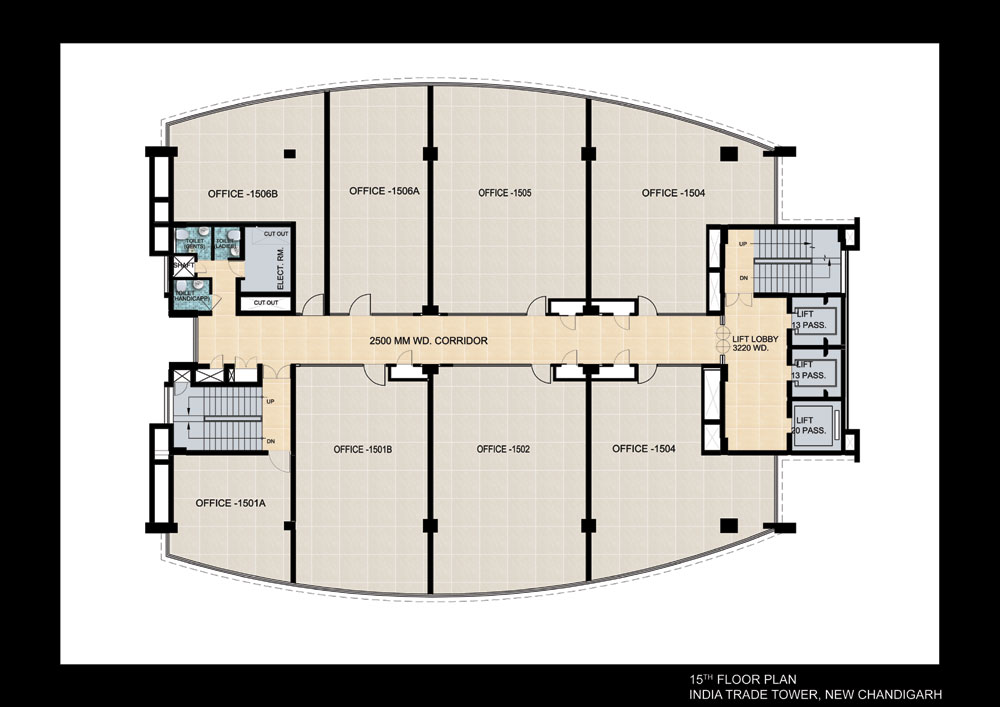 OFFICE -1506B
OFFICE -1506A
OFFICE -1505
OFFICE -1504
TOILET
(GENTS)
TOILET
(LADIES)
CUT OUT
ELECT. RM.
SHAFT
TOILET
(HANDICAPP)
CUT OUT
UP
DN
2500 MM WD. CORRIDOR
LIFT LOBBY
3220 WD.
LIFT
13 PASS.
LIFT
13 PASS.
LIFT
20 PASS.
UP
DN
OFFICE -1501A
OFFICE -1501B
OFFICE -1502
OFFICE -1504
15TH FLOOR PLAN
INDIA TRADE TOWER, NEW CHANDIGARH